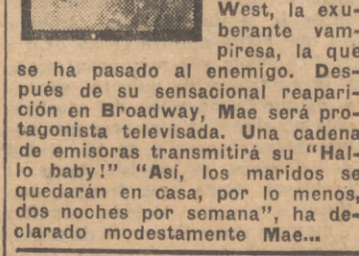 West, la exu-
berante vam-
piresa, la que
se ha pasado al enemigo. Des-
pués de su sensacional reapari-
ción en Broadway, Mae será pro-
tagonista televisada. Una cadena
de emisoras transmitirá su “Hal-
lo baby!” “Así, los maridos se
quedarán en casa, por lo menos,
dos noches por semana”, ha de-
clarado modestamente Mae...